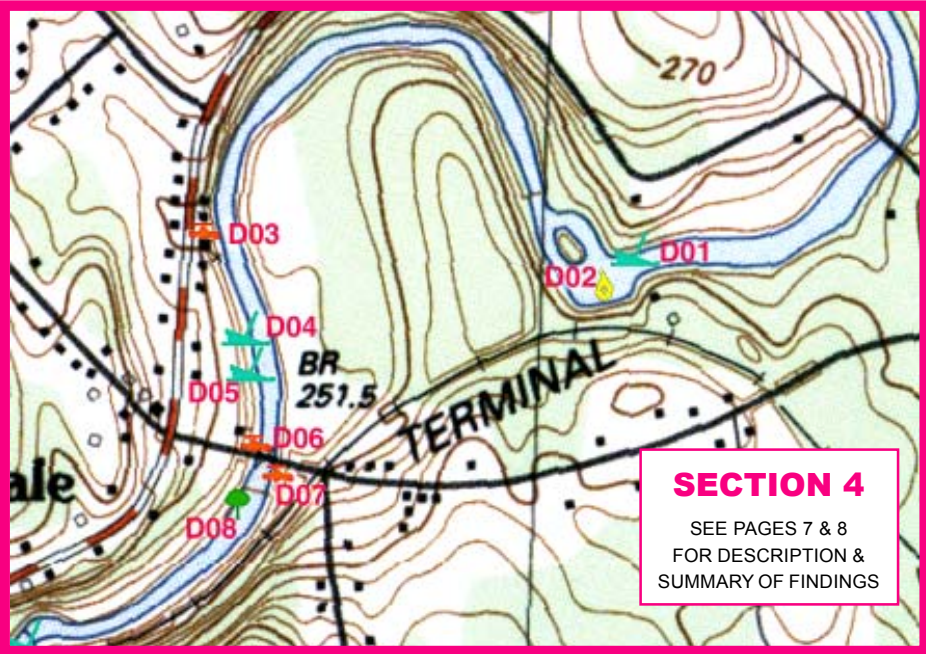 270
D03
D01
D02
D04
BR
251.5
D05
TERMINAL
D06
ale
D07
D08
SECTION 4
SEE PAGES 7 & 8
FOR DESCRIPTION &
SUMMARY OF FINDINGS